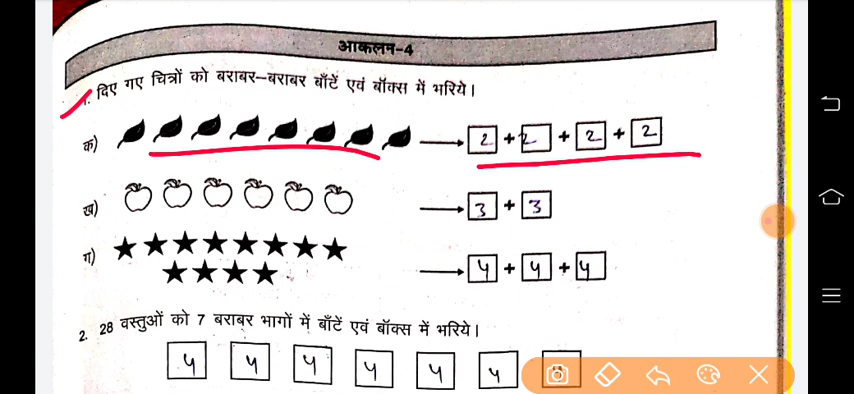 आकलन-4
1. दिए गए चित्रों को बराबर-बराबर बाँटें एवं बॉक्स में भरिये।
क) 2 + 2 + 2 + 2
ख) 3 + 3
ग) 4 + 4 + 4
2. 28 वस्तुओं को 7 बराबर भागों में बाँटें एवं बॉक्स में भरिये।
4 4 4 4 4 4